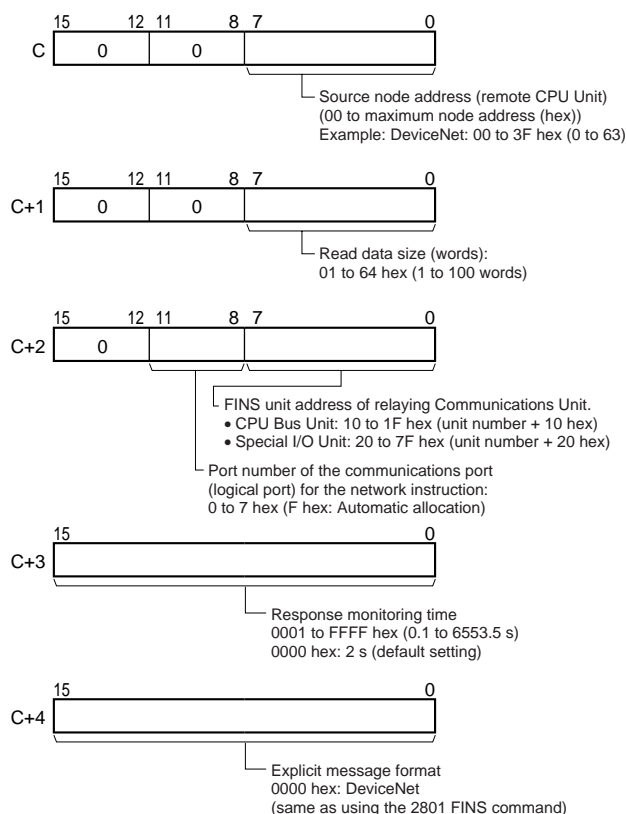 15 12 11 8 7 0
C 0 0
Source node address (remote CPU Unit)
(00 to maximum node address (hex))
Example: DeviceNet: 00 to 3F hex (0 to 63)
15 12 11 8 7 0
C+1 0 0
Read data size (words):
01 to 64 hex (1 to 100 words)
15 12 11 8 7 0
C+2 0
FINS unit address of relaying Communications Unit.
• CPU Bus Unit: 10 to 1F hex (unit number + 10 hex)
• Special I/O Unit: 20 to 7F hex (unit number + 20 hex)
Port number of the communications port
(logical port) for the network instruction:
0 to 7 hex (F hex: Automatic allocation)
15 0
C+3
Response monitoring time
0001 to FFFF hex (0.1 to 6553.5 s)
0000 hex: 2 s (default setting)
15 0
C+4
Explicit message format
0000 hex: DeviceNet
(same as using the 2801 FINS command)